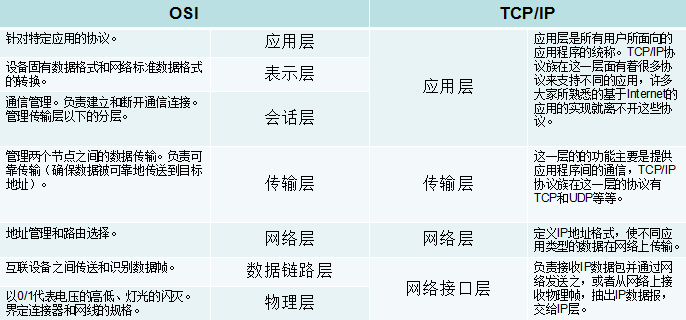 OSI
TCP/IP
针对特定应用的协议。
应用层
设备固有数据格式和网络标准数据格式
的转换。
表示层
通信管理。负责建立和断开通信连接。
管理传输层以下的分层。
会话层
应用层
应用层是所有用户所面向的
应用程序的统称。TCP/IP协
议族在这一层面有着很多协
议来支持不同的应用，许多
大家所熟悉的基于Internet的
应用的实现就离不开这些协
议。
管理两个节点之间的数据传输。负责可
靠传输（确保数据被可靠地传送到目标
地址）。
传输层
传输层
这一层的的功能主要是提供
应用程序间的通信，TCP/IP
协议族在这一层的协议有
TCP和UDP等等。
地址管理和路由选择。
网络层
网络层
定义IP地址格式，使不同应
用类型的数据在网络上传输。
互联设备之间传送和识别数据帧。
数据链路层
以0/1代表电压的高低、灯光的闪灭。
界定连接器和网线的规格。
物理层
网络接口层
负责接收IP数据包并通过网
络发送之，或者从网络上接
收物理帧，抽出IP数据报，
交给IP层。